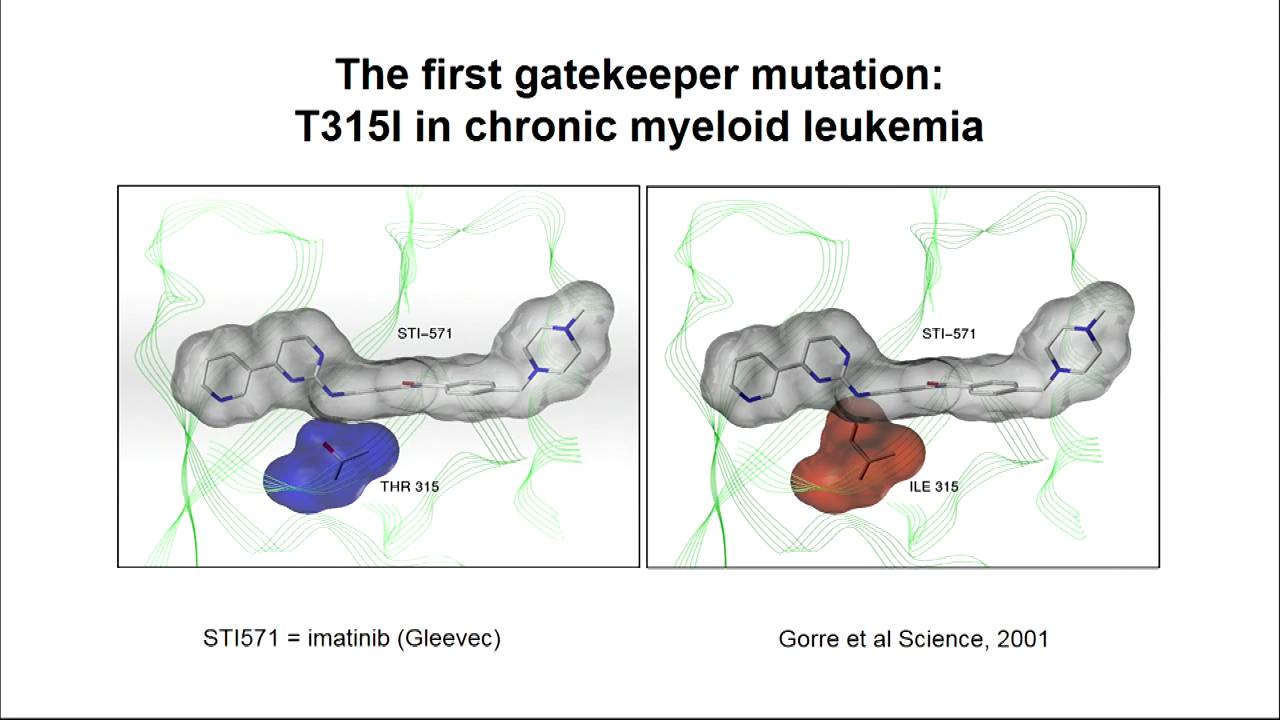 The first gatekeeper mutation:
T315I in chronic myeloid leukemia
STI–571
THR 315
STI–571
ILE 315
STI571 = imatinib (Gleevec)
Gorre et al Science, 2001